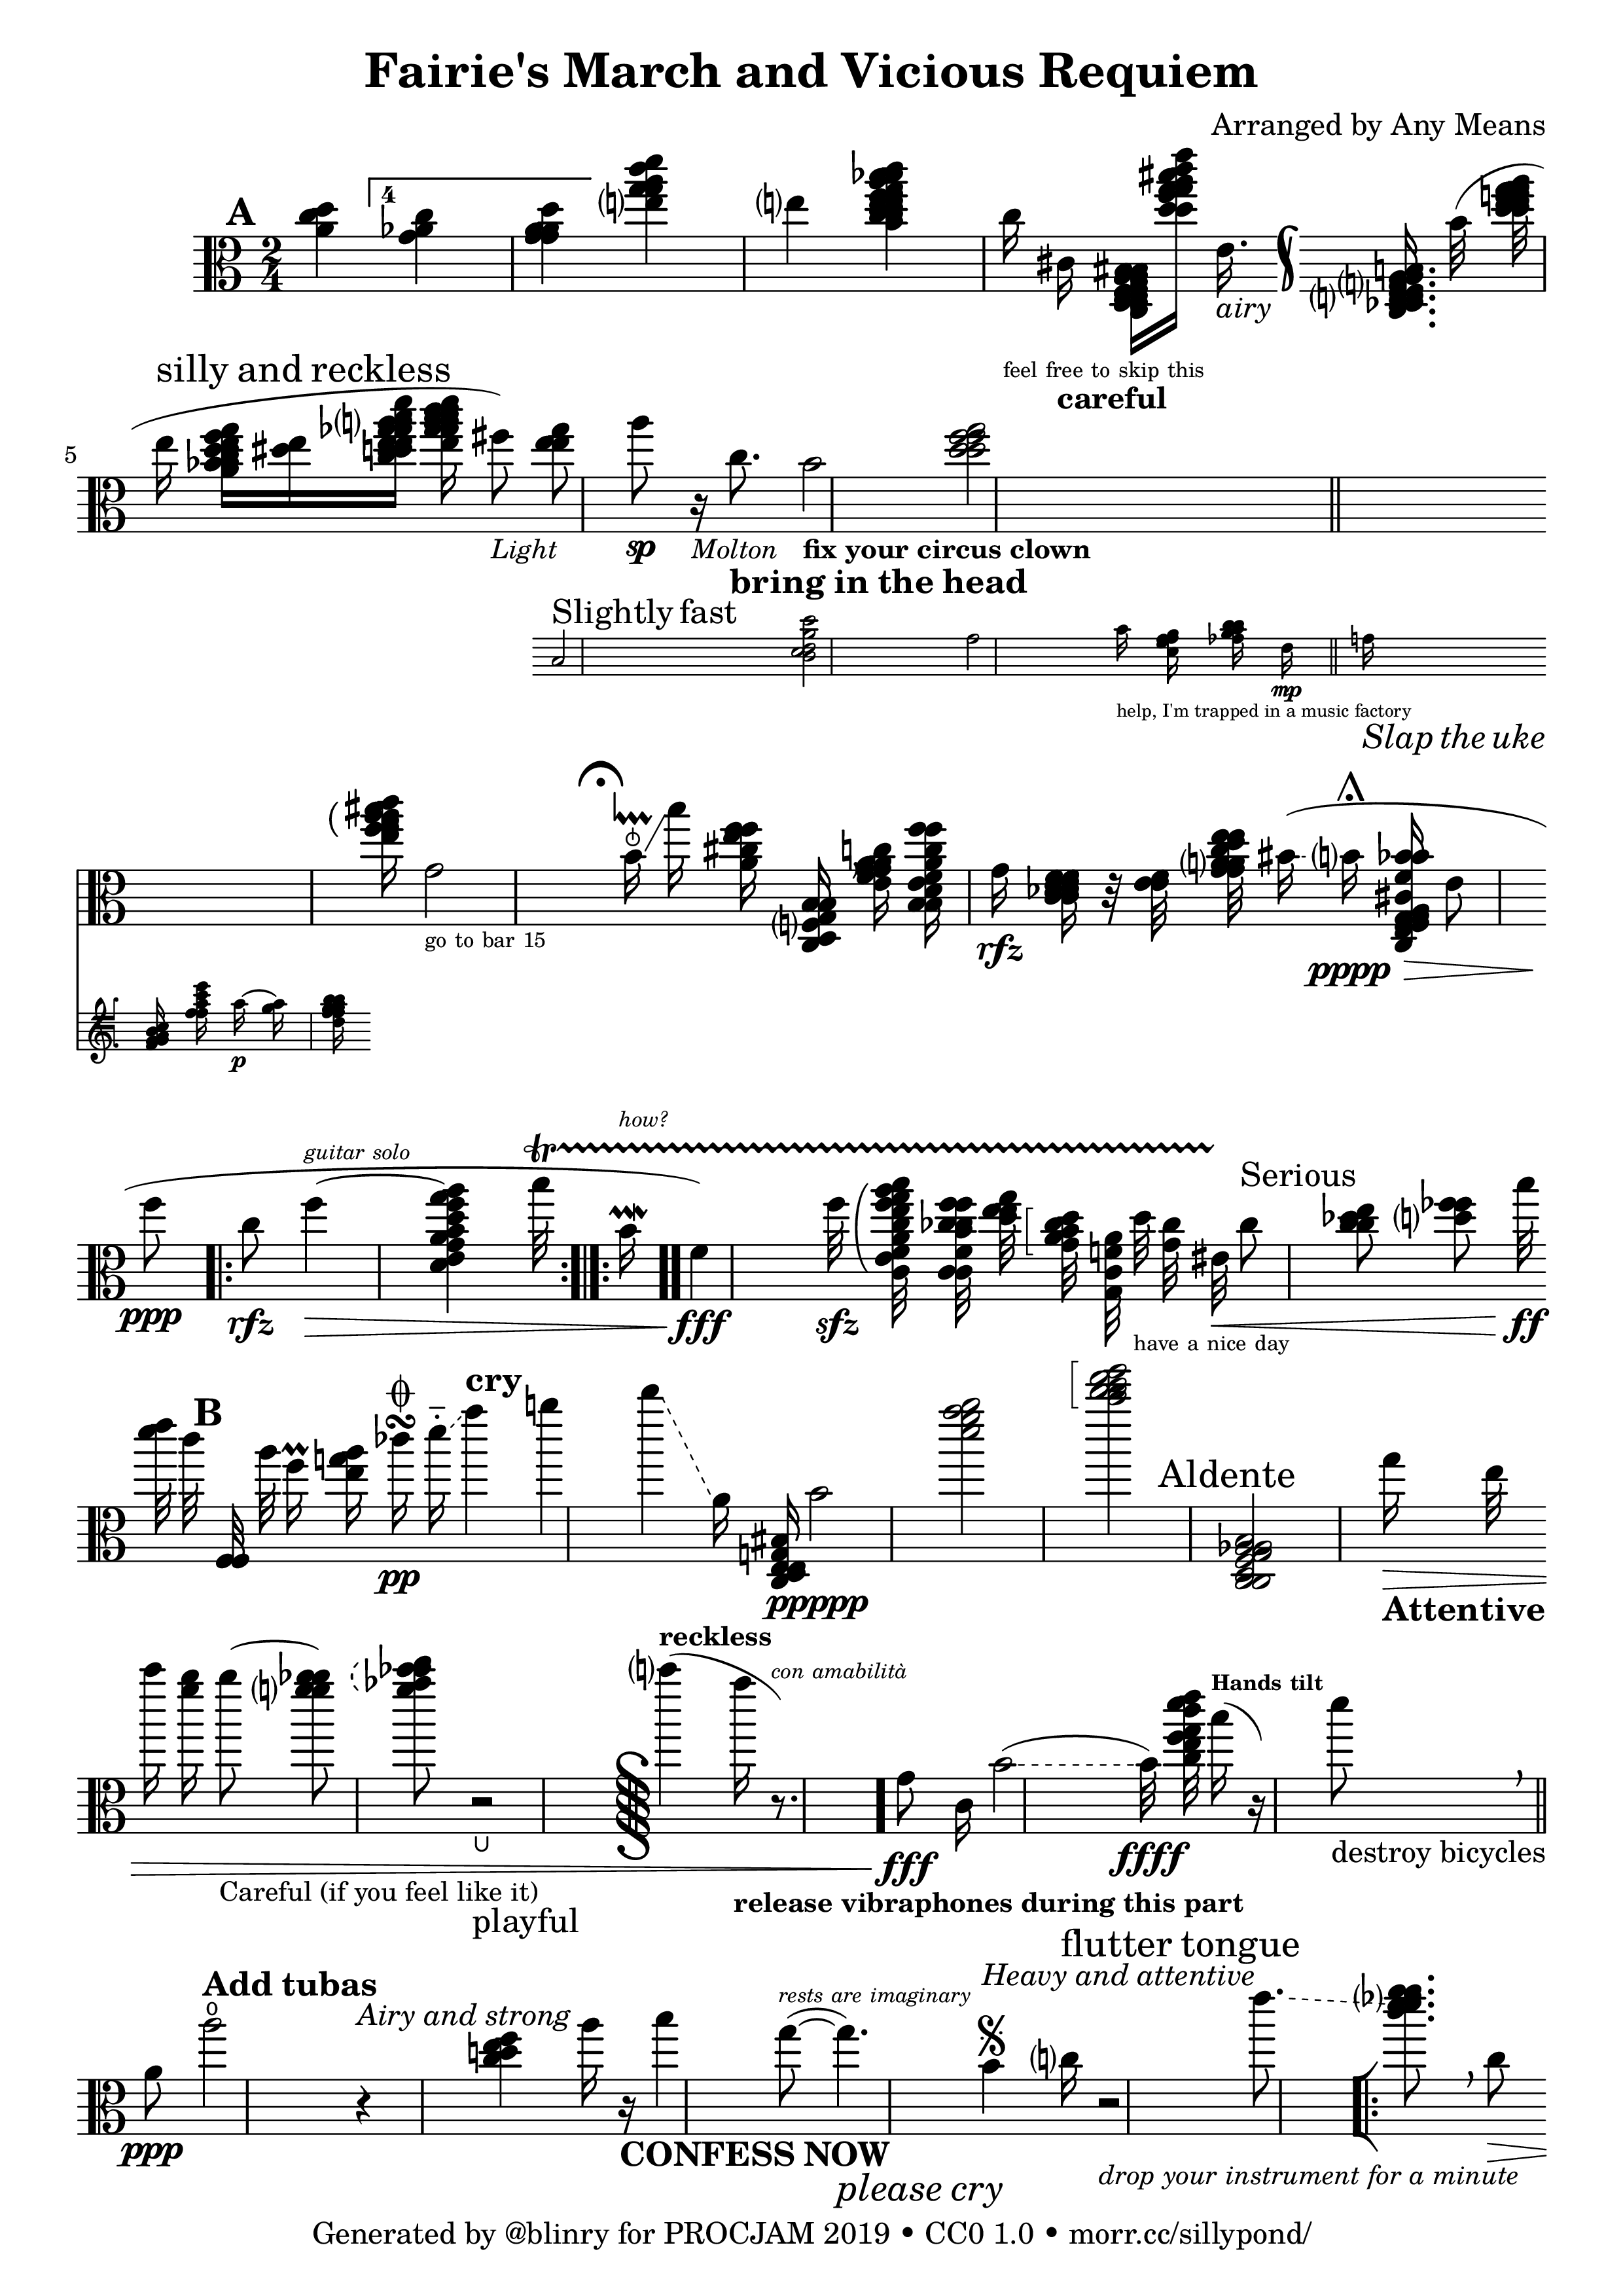 Fairie's March and Vicious Requiem
Arranged by Any Means
A
4
2
4
airy
feel free to skip this
careful
silly and reckless
5
Light
sp
Molton
fix your circus clown
bring in the head
Slightly fast
mp
help, I'm trapped in a music factory
Slap the uke
go to bar 15
rfz
pppp
p
how?
guitar solo
tr
Serious
ppp
rfz
fff
sfz
ff
have a nice day
cry
B
Aldente
pp
ppppp
Attentive
reckless
con amabilità
Hands tilt
fff
ffff
destroy bicycles
Careful (if you feel like it)
release vibraphones during this part
playful
flutter tongue
Heavy and attentive
Add tubas
rests are imaginary
Airy and strong
ppp
CONFESS NOW
drop your instrument for a minute
please cry
Generated by @blinry for PROCJAM 2019 • CC0 1.0 • morr.cc/sillypond/